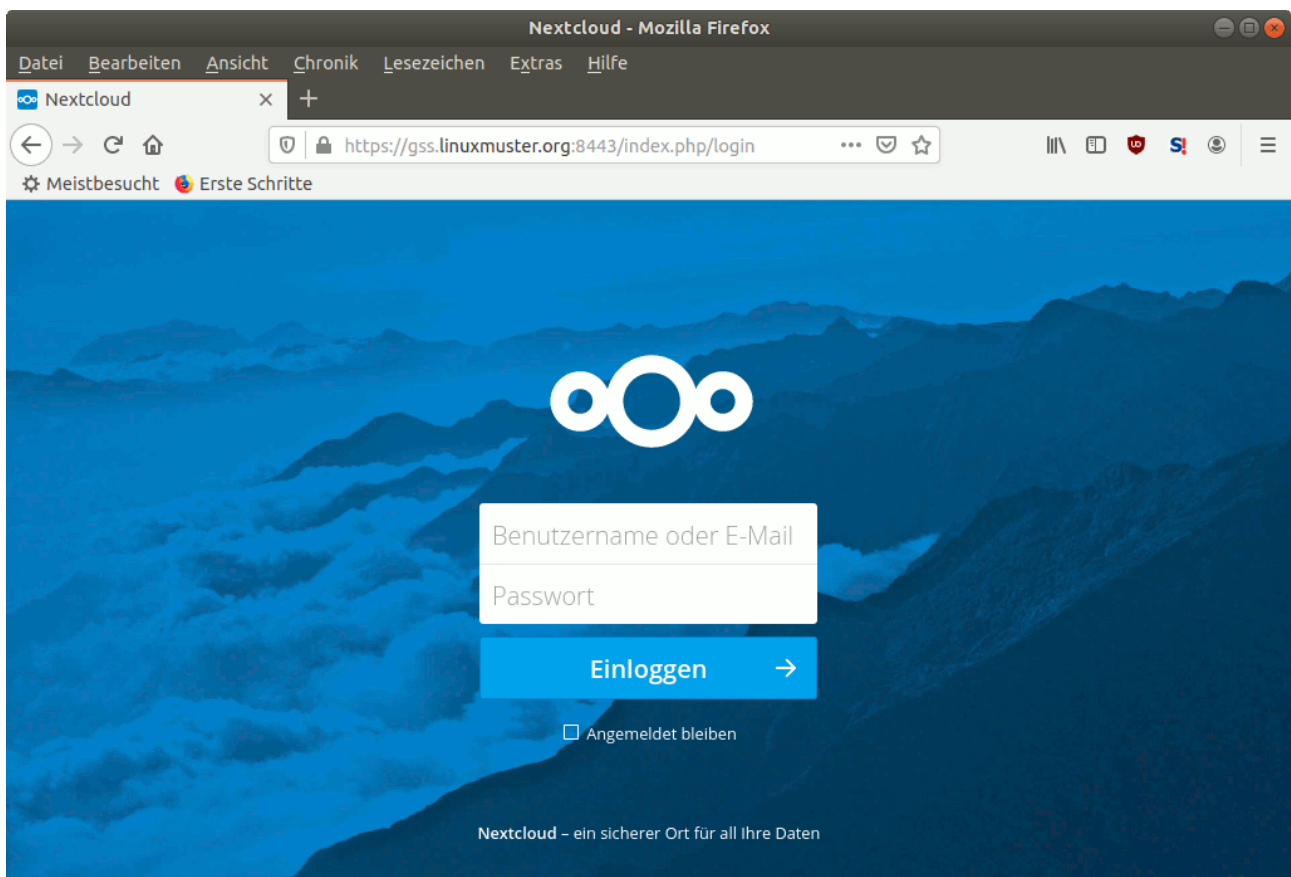 Nextcloud - Mozilla Firefox
Datei Bearbeiten Ansicht Chronik Lesezeichen Extras Hilfe
Nextcloud
https://gss.linuxmuster.org:8443/index.php/login
S!
Meistbesucht Erste Schritte
Benutzername oder E-Mail
Passwort
Einloggen
Angemeldet bleiben
Nextcloud – ein sicherer Ort für all Ihre Daten